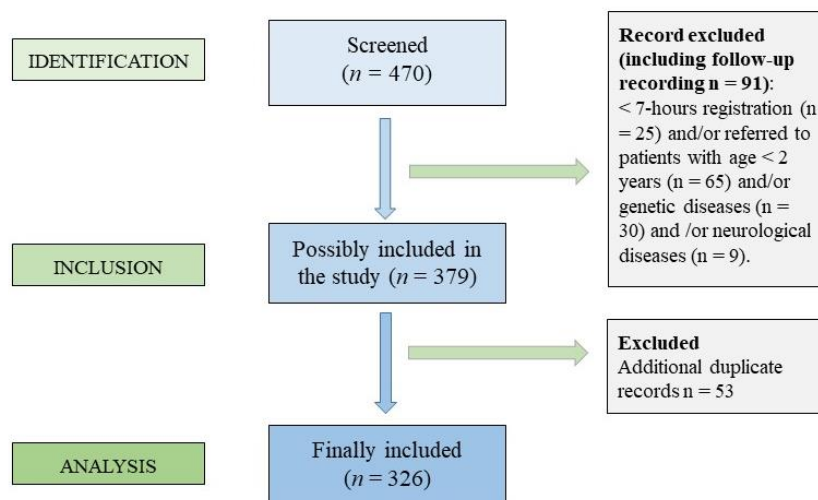 IDENTIFICATION
Screened
(n = 470)
Record excluded
(including follow-up
recording n = 91):
< 7-hours registration (n
= 25) and/or referred to
patients with age < 2
years (n = 65) and/or
genetic diseases (n =
30) and /or neurological
diseases (n = 9).
INCLUSION
Possibly included in
the study (n = 379)
Excluded
Additional duplicate
records n = 53
ANALYSIS
Finally included
(n = 326)